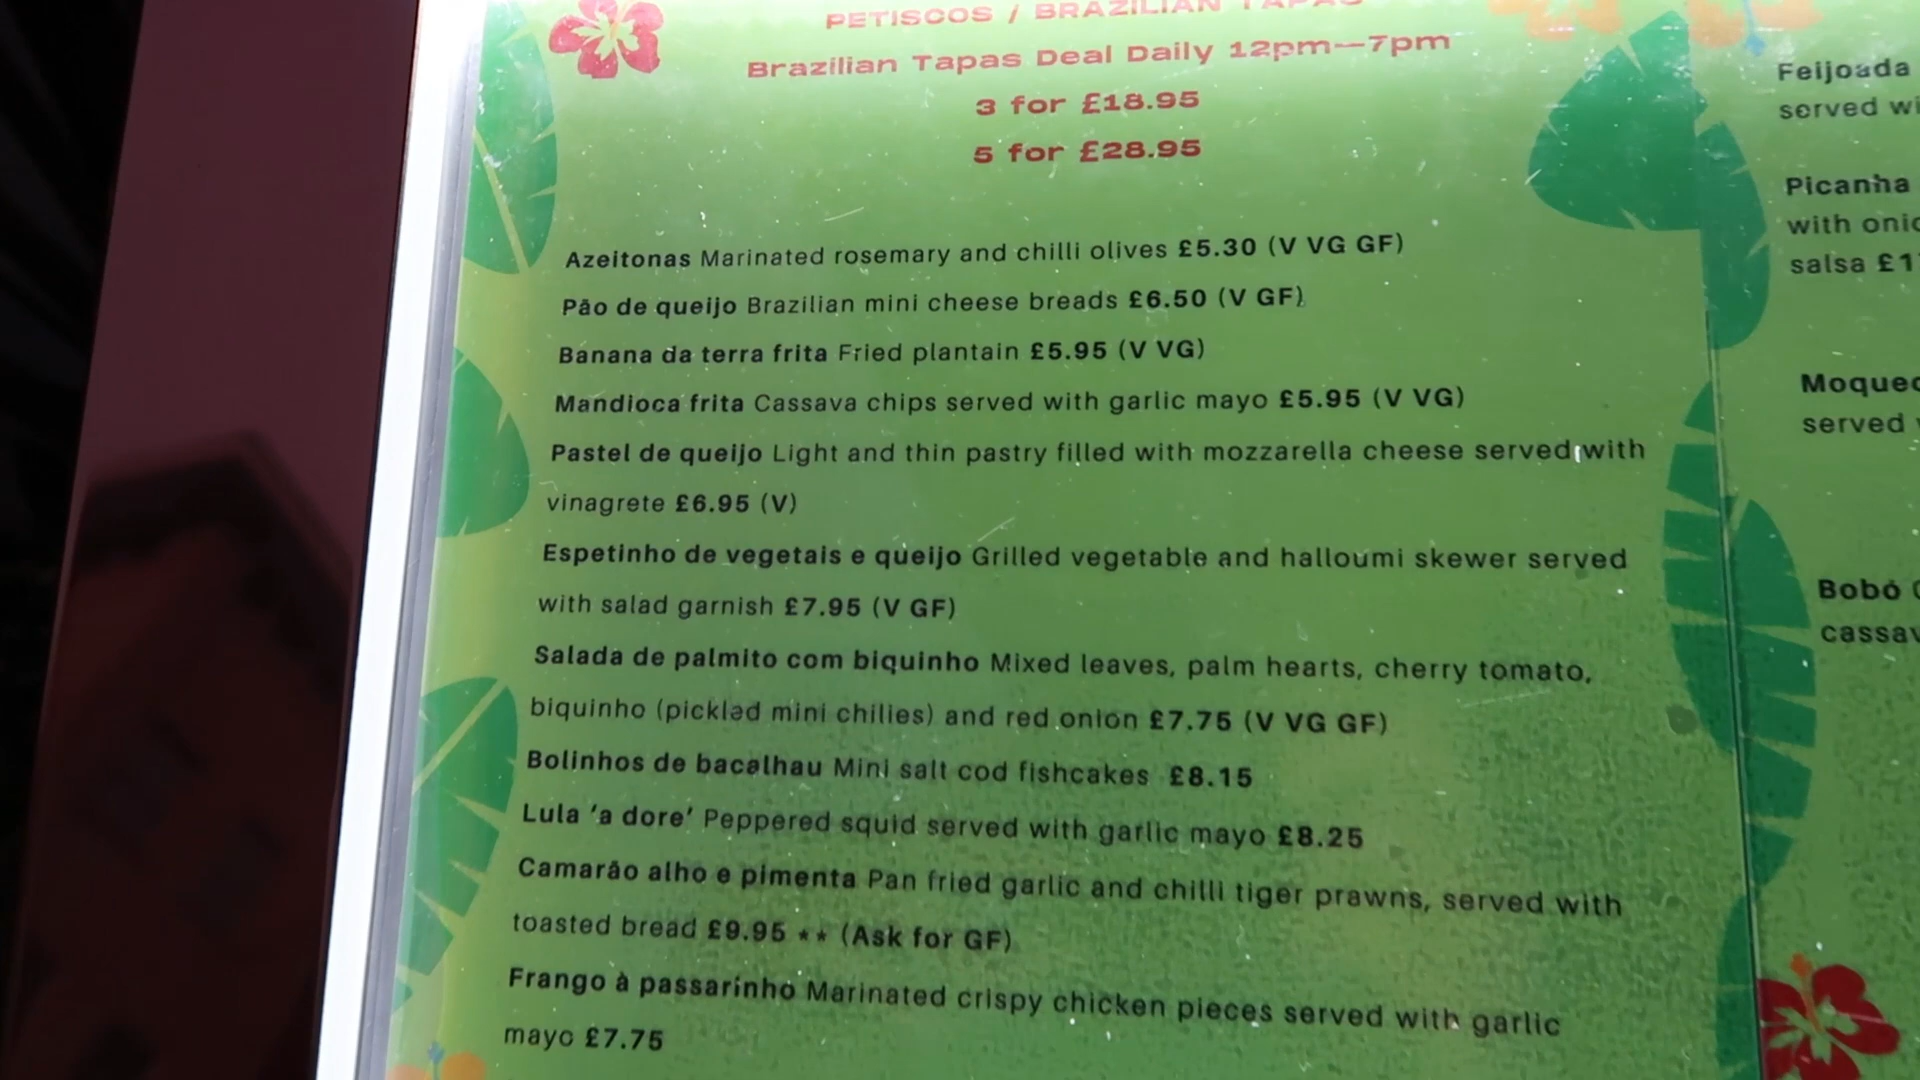 PETISCOS / BRAZILIAN TAPAS
Brazilian Tapas Deal Daily 12pm—7pm
3 for £18.95
5 for £28.95
Azeitonas Marinated rosemary and chilli olives £5.30 (V VG GF)
Pão de queijo Brazilian mini cheese breads £6.50 (V GF)
Banana da terra frita Fried plantain £5.95 (V VG)
Mandioca frita Cassava chips served with garlic mayo £5.95 (V VG)
Pastel de queijo Light and thin pastry filled with mozzarella cheese served with
vinagrete £6.95 (V)
Espetinho de vegetais e queijo Grilled vegetable and halloumi skewer served
with salad garnish £7.95 (V GF)
Salada de palmito com biquinho Mixed leaves, palm hearts, cherry tomato,
biquinho (pickled mini chilies) and red onion £7.75 (V VG GF)
Bolinhos de bacalhau Mini salt cod fishcakes £8.15
Lula ‘a dore’ Peppered squid served with garlic mayo £8.25
Camarão alho e pimenta Pan fried garlic and chilli tiger prawns, served with
toasted bread £9.95 ** (Ask for GF)
Frango à passarinho Marinated crispy chicken pieces served with garlic
mayo £7.75
Feijoada
served
Picanha
with
salsa
served
Bobó